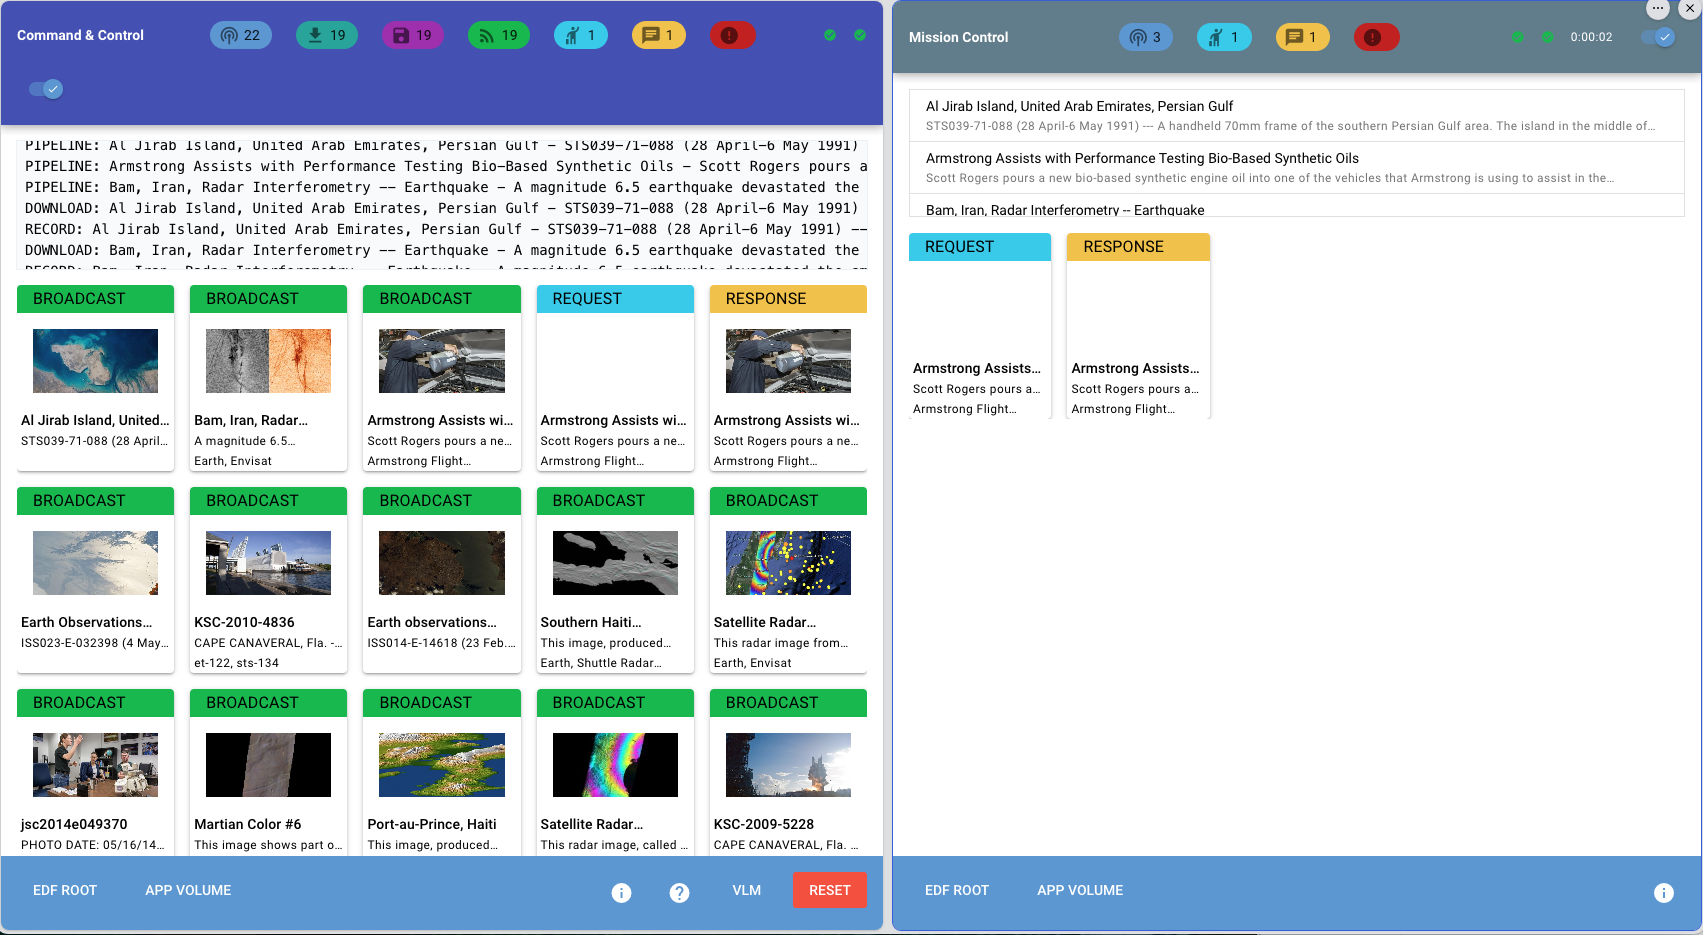 Command & Control
22
19
19
19
1
1
PIPELINE: Al Jirab Island, United Arab Emirates, Persian Gulf - STS039-71-088 (28 April-6 May 1991)
PIPELINE: Armstrong Assists with Performance Testing Bio-Based Synthetic Oils - Scott Rogers pours a
PIPELINE: Bam, Iran, Radar Interferometry -- Earthquake - A magnitude 6.5 earthquake devastated the
DOWNLOAD: Al Jirab Island, United Arab Emirates, Persian Gulf - STS039-71-088 (28 April-6 May 1991)
RECORD: Al Jirab Island, United Arab Emirates, Persian Gulf - STS039-71-088 (28 April-6 May 1991) --
DOWNLOAD: Bam, Iran, Radar Interferometry -- Earthquake - A magnitude 6.5 earthquake devastated the
RECORD: Bam, Iran, Radar Interferometry -- Earthquake - A magnitude 6.5 earthquake devastated the
BROADCAST
Al Jirab Island, United...
STS039-71-088 (28 April...
BROADCAST
Bam, Iran, Radar...
A magnitude 6.5...
Earth, Envisat
BROADCAST
Armstrong Assists wi...
Scott Rogers pours a ne...
Armstrong Flight...
REQUEST
Armstrong Assists wi...
Scott Rogers pours a ne...
Armstrong Flight...
RESPONSE
Armstrong Assists wi...
Scott Rogers pours a ne...
Armstrong Flight...
BROADCAST
Earth Observations...
ISS023-E-032398 (4 May...
BROADCAST
KSC-2010-4836
CAPE CANAVERAL, Fla. -...
et-122, sts-134
BROADCAST
Earth observations...
ISS014-E-14618 (23 Feb....
BROADCAST
Southern Haiti...
This image, produced...
Earth, Shuttle Radar...
BROADCAST
Satellite Radar...
This radar image from...
Earth, Envisat
BROADCAST
jsc2014e049370
PHOTO DATE: 05/16/14...
BROADCAST
Martian Color #6
This image shows part o...
BROADCAST
Port-au-Prince, Haiti
This image, produced...
BROADCAST
Satellite Radar...
This radar image, called ...
BROADCAST
KSC-2009-5228
CAPE CANAVERAL, Fla. ...
EDF ROOT
APP VOLUME
VLM
RESET
Mission Control
3
1
1
0:00:02
Al Jirab Island, United Arab Emirates, Persian Gulf
STS039-71-088 (28 April-6 May 1991) --- A handheld 70mm frame of the southern Persian Gulf area. The island in the middle of...
Armstrong Assists with Performance Testing Bio-Based Synthetic Oils
Scott Rogers pours a new bio-based synthetic engine oil into one of the vehicles that Armstrong is using to assist in the...
Bam, Iran, Radar Interferometry -- Earthquake
REQUEST
Armstrong Assists...
Scott Rogers pours a...
Armstrong Flight...
RESPONSE
Armstrong Assists...
Scott Rogers pours a...
Armstrong Flight...
EDF ROOT
APP VOLUME